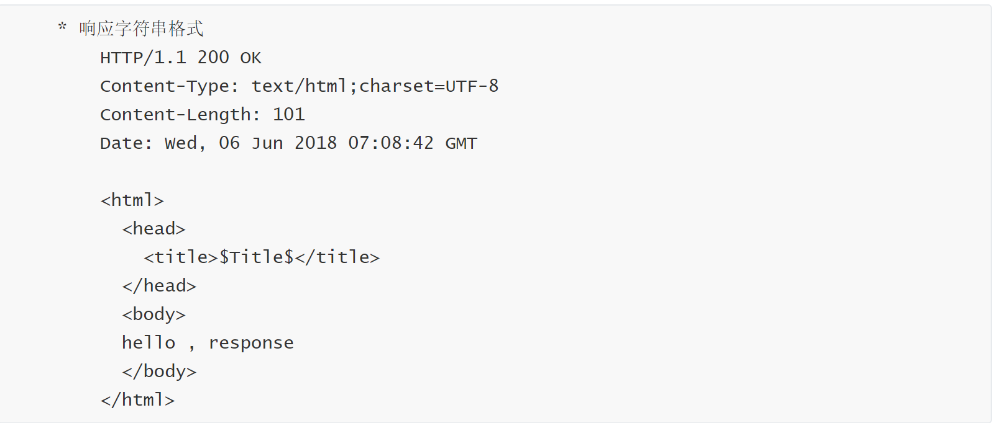 * 响应字符串格式
HTTP/1.1 200 OK
Content-Type: text/html;charset=UTF-8
Content-Length: 101
Date: Wed, 06 Jun 2018 07:08:42 GMT

<html>
  <head>
    <title>$Title$</title>
  </head>
  <body>
  hello , response
  </body>
</html>